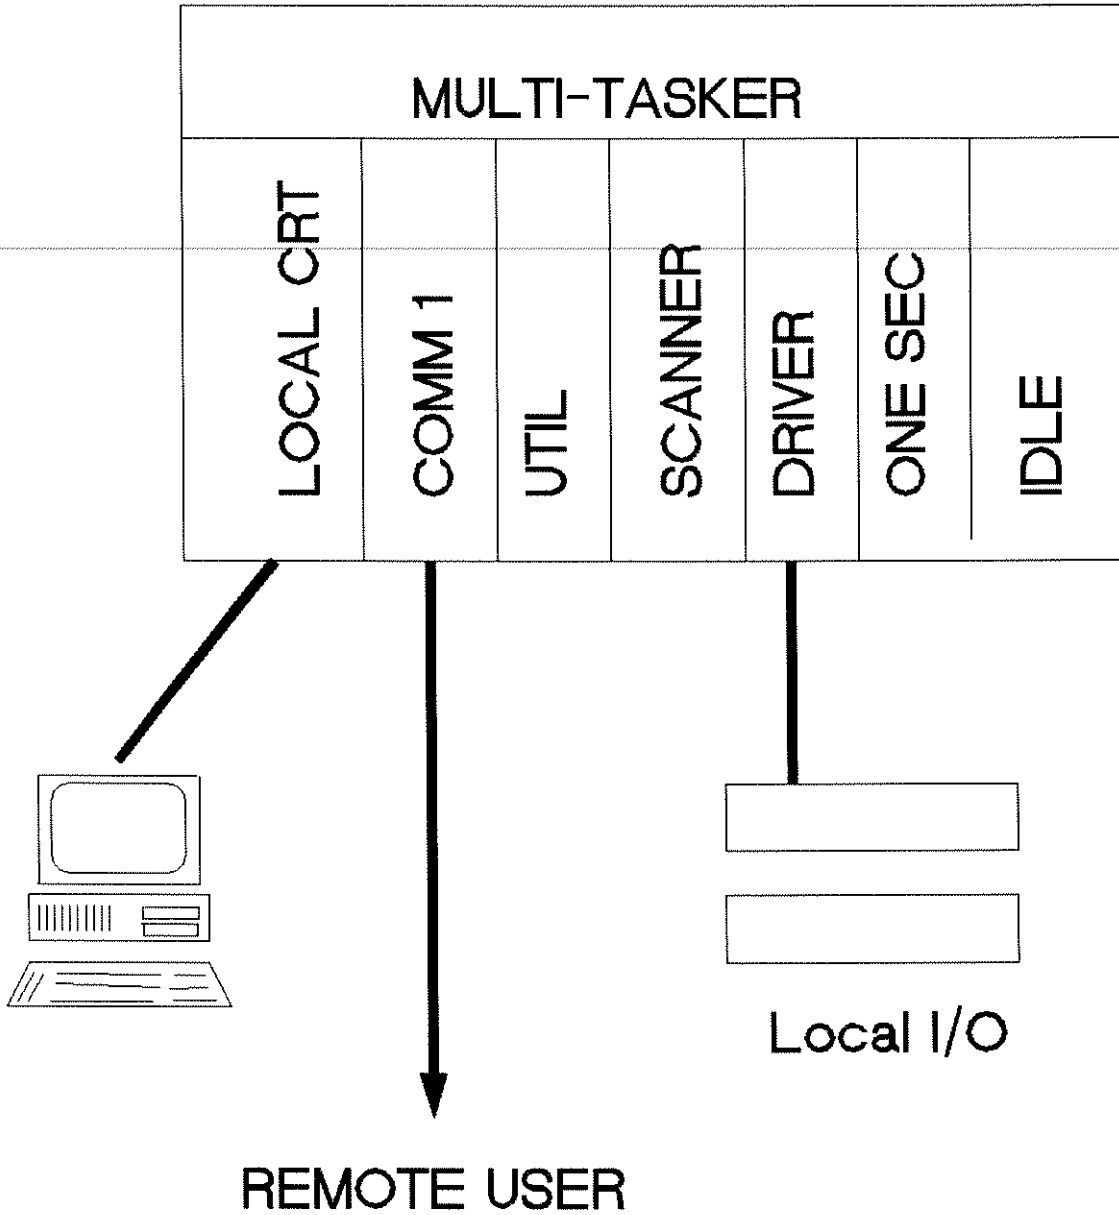 MULTI-TASKER
LOCAL CRT
COMM 1
UTIL
SCANNER
DRIVER
ONE SEC
IDLE
Local I/O
REMOTE USER